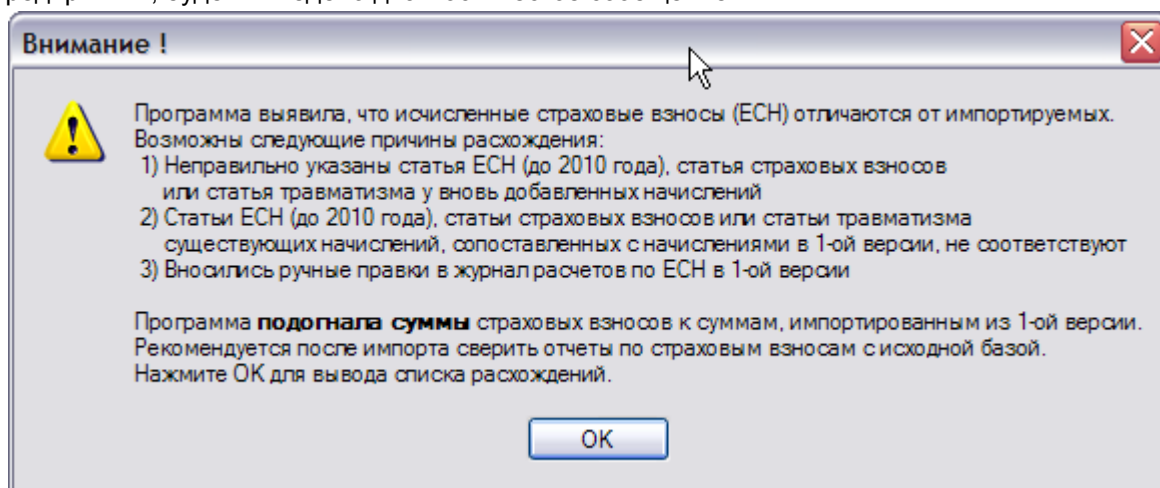 Внимание !
Программа выявила, что исчисленные страховые взносы (ЕСН) отличаются от импортируемых.
Возможны следующие причины расхождения:
1) Неправильно указаны статья ЕСН (до 2010 года), статья страховых взносов
или статья травматизма у вновь добавленных начислений
2) Статьи ЕСН (до 2010 года), статьи страховых взносов или статьи травматизма
существующих начислений, сопоставленных с начислениями в 1-ой версии, не соответствуют
3) Вносились ручные правки в журнал расчетов по ЕСН в 1-ой версии
Программа подогнала суммы страховых взносов к суммам, импортированным из 1-ой версии.
Рекомендуется после импорта сверить отчеты по страховым взносам с исходной базой.
Нажмите ОК для вывода списка расхождений.
OK